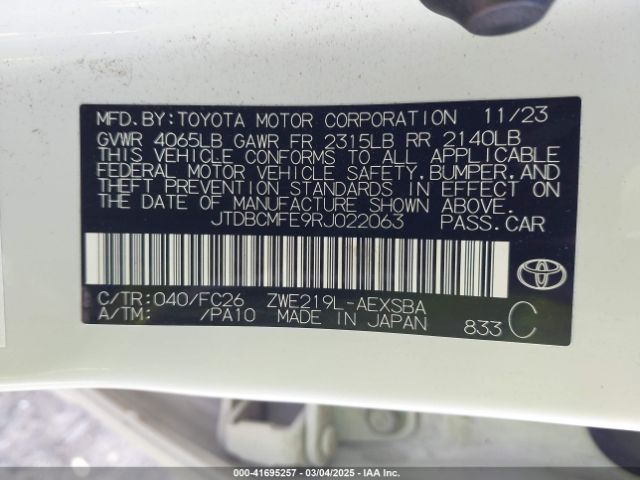 MFD.BY:TOYOTA MOTOR CORPORATION 11/23
GVWR 4065LB GAWR FR 2315LB RR 2140LB
THIS VEHICLE CONFORMS TO ALL APPLICABLE
FEDERAL MOTOR VEHICLE SAFETY,BUMPER,AND
THEFT PREVENTION STANDARDS IN EFFECT ON
THE DATE OF MANUFACTURE SHOWN ABOVE.
JTDBCMFE9RJ022063 PASS.CAR
C/TR:040/FC26 ZWE219L-AEXSBA
A/TM: /PA10 MADE IN JAPAN 833 C
000-41695257 - 03/04/2025 - IAA Inc.